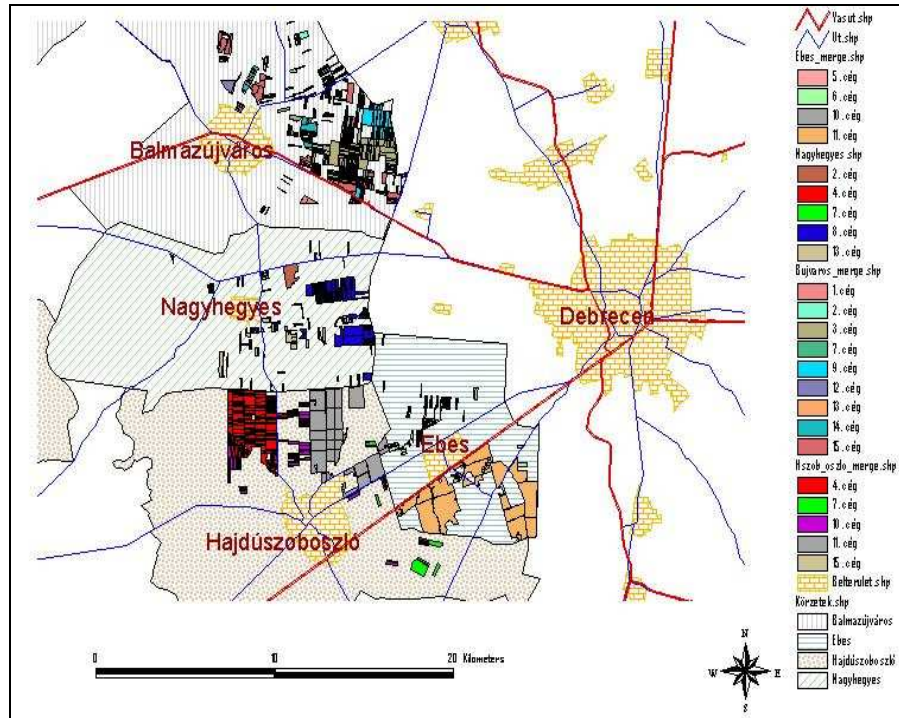 Balmazújváros
Nagyhegyes
Debrecen
Ebes
Hajdúszoboszló
0 10 20 Kilometers
N
W E
S
Vasut.shp
Ut.shp
Ebes_merge.shp
5. cég
6. cég
10. cég
11. cég
Nagyhegyes.shp
2. cég
4. cég
7. cég
8. cég
13. cég
Bujvaros_merge.shp
1. cég
2. cég
3. cég
7. cég
9. cég
12. cég
13. cég
14. cég
15. cég
Hszob_oszlo_merge.shp
4. cég
7. cég
10. cég
11. cég
15. cég
Belterulet.shp
Körzetek.shp
Balmazújváros
Ebes
Hajdúszoboszló
Nagyhegyes